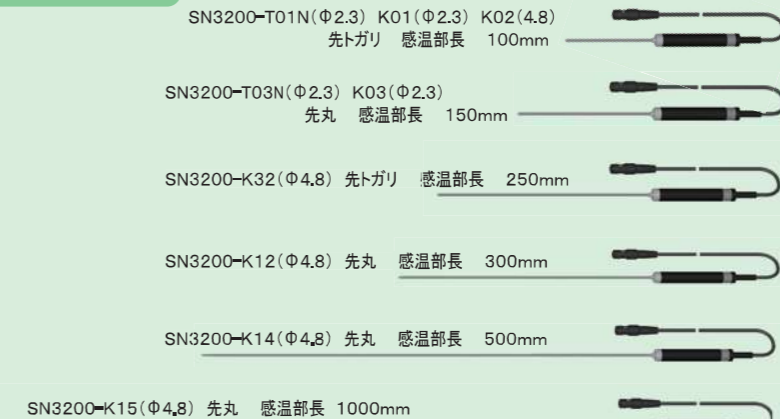 SN3200-T01N(Φ2.3) K01(Φ2.3) K02(4.8)
先トガリ 感温部長 100mm
SN3200-T03N(Φ2.3) K03(Φ2.3)
先丸 感温部長 150mm
SN3200-K32(Φ4.8) 先トガリ 感温部長 250mm
SN3200-K12(Φ4.8) 先丸 感温部長 300mm
SN3200-K14(Φ4.8) 先丸 感温部長 500mm
SN3200-K15(Φ4.8) 先丸 感温部長 1000mm